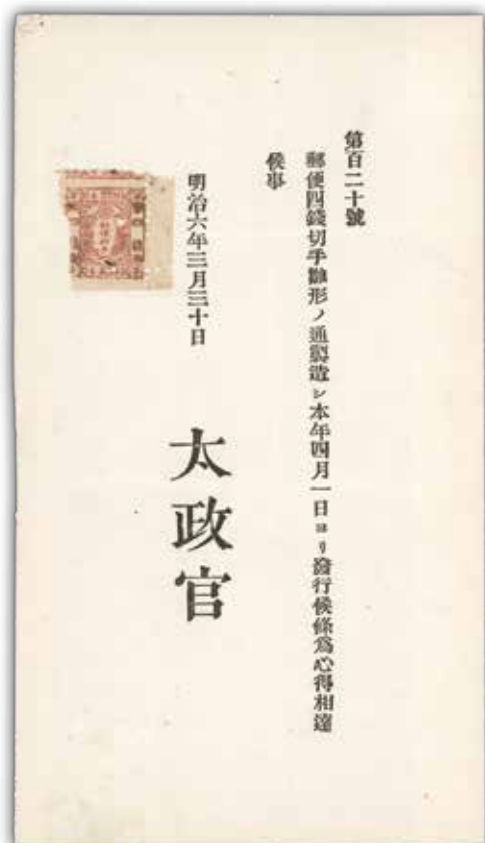 第百二十號
郵便四錢切手雛形ノ通製造シ本年四月一日ヨリ發行候條爲心得相達
候事
明治六年三月三十日
太政官